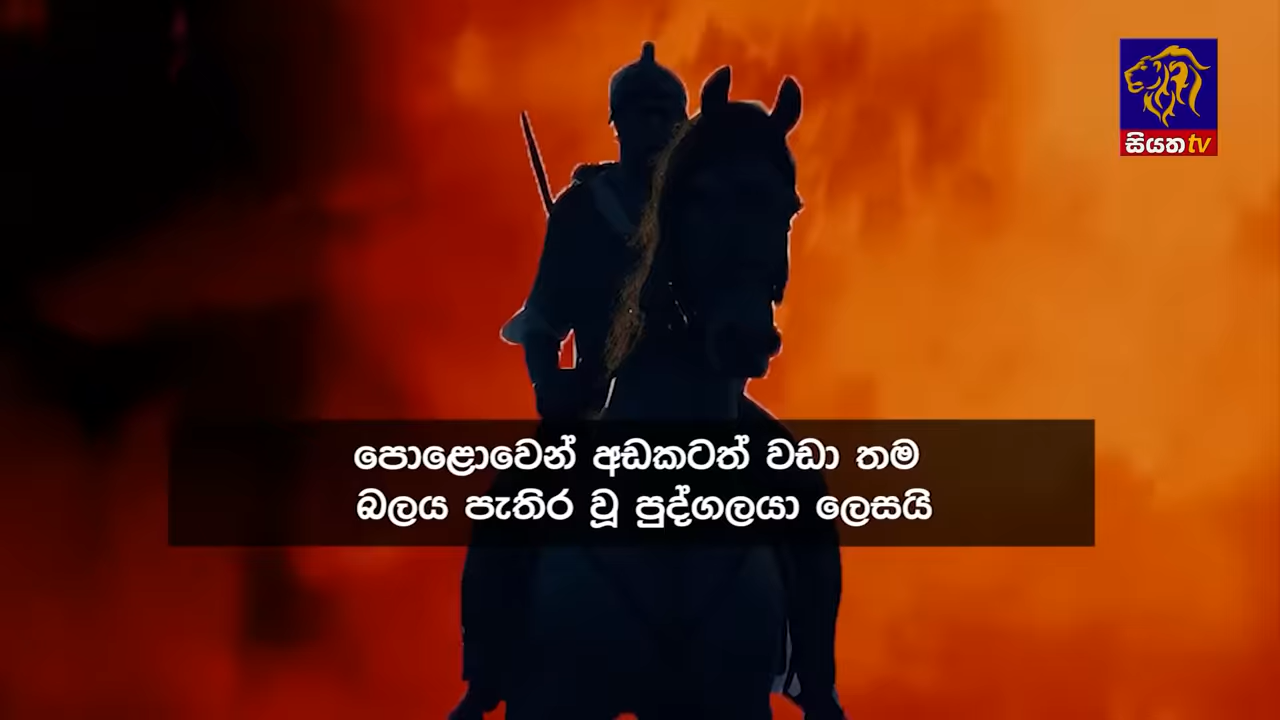 සියත tv
පොළොවෙන් අඩකටත් වඩා තම
බලය පැතිර වූ පුද්ගලයා ලෙසයි